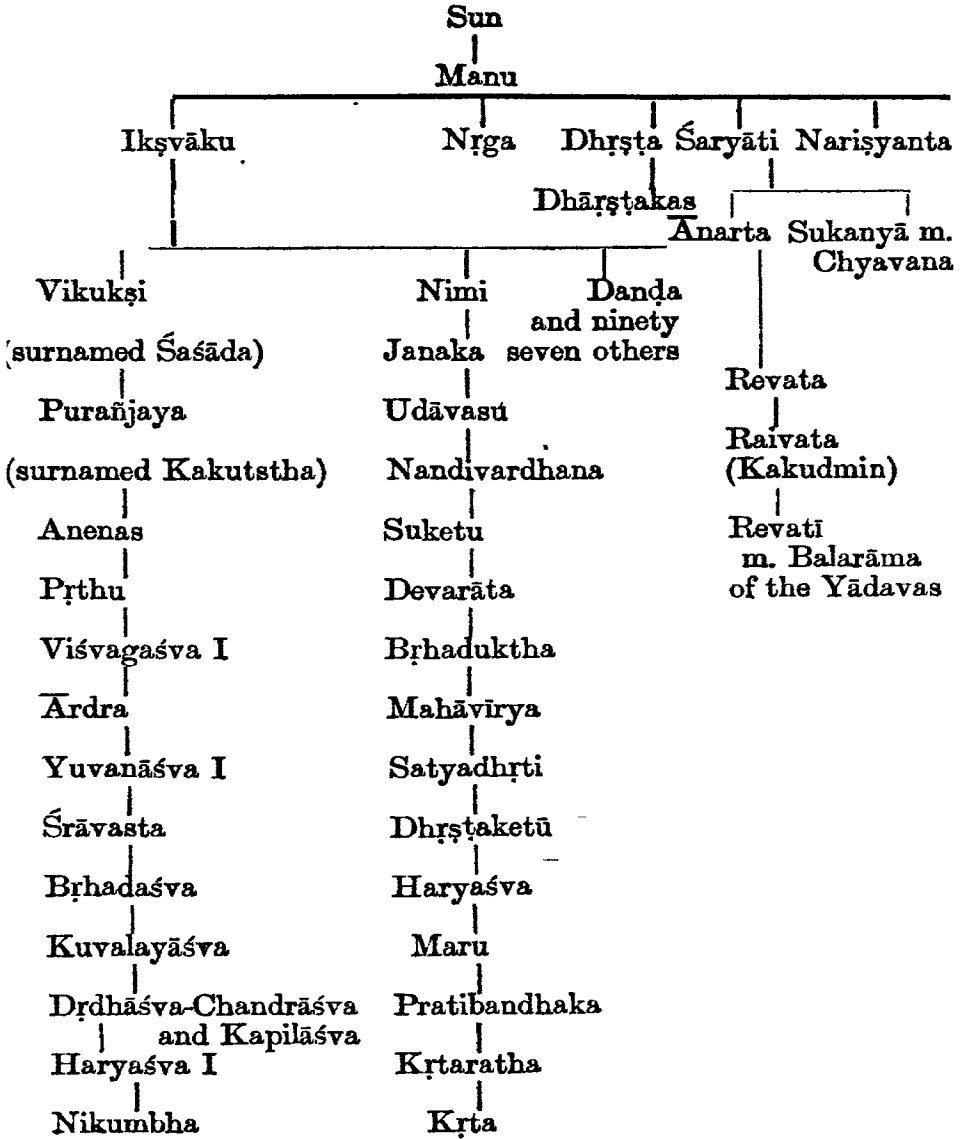 Sun
Manu
Ikṣvāku Nṛga Dhṛṣṭa Śaryāti Nariṣyanta
Dhārṣṭakas
Ānarta Sukanyā m.
Chyavana
Vikukṣi Nimi Danḍa
and ninety
(surnamed Śaśāda) Janaka seven others
Revata
Purañjaya Udāvasu
Raivata
(surnamed Kakutstha) Nandivardhana (Kakudmin)
Anenas Suketu Revatī
m. Balarāma
Pṛthu Devarāta of the Yādavas
Viśvagaśva I Bṛhaduktha
Ārdra Mahāvīrya
Yuvanāśva I Satyadhṛti
Śrāvasta Dhṛṣṭaketū
Bṛhadaśva Haryaśva
Kuvalayāśva Maru
Dṛdhāśva-Chandrāśva Pratibandhaka
and Kapilāśva
Haryaśva I Kṛtaratha
Nikumbha Kṛta